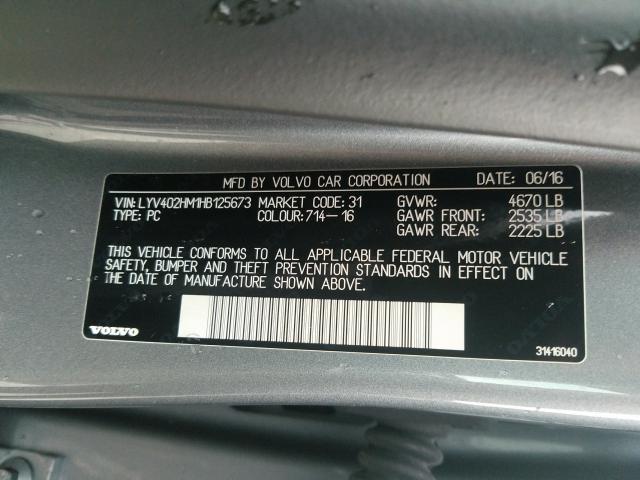 MFD BY VOLVO CAR CORPORATION DATE: 06/16
VIN: LYV402HM1HB125673 MARKET CODE: 31 GVWR: 4670 LB
TYPE: PC COLOUR: 714-16 GAWR FRONT: 2535 LB
GAWR REAR: 2225 LB
THIS VEHICLE CONFORMS TO ALL APPLICABLE FEDERAL MOTOR VEHICLE
SAFETY, BUMPER AND THEFT PREVENTION STANDARDS IN EFFECT ON
THE DATE OF MANUFACTURE SHOWN ABOVE.
VOLVO 31416040